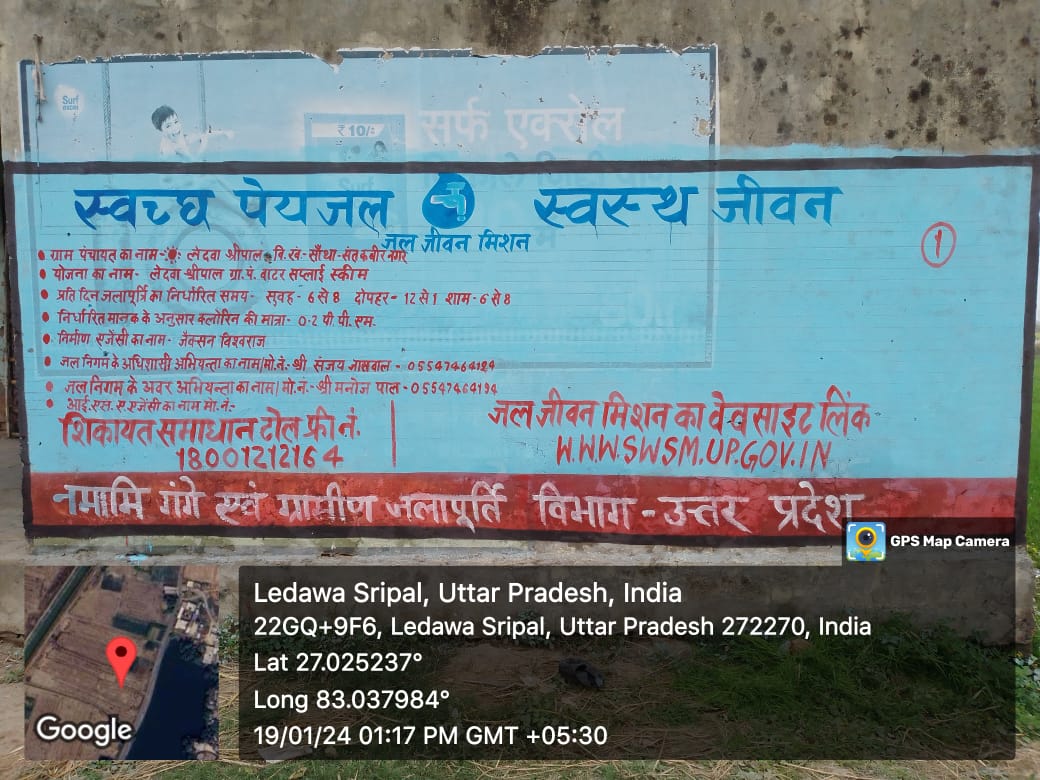 Surf excel
₹ 10/-
सर्फ एक्सेल
स्वच्छ पेयजल स्वस्थ जीवन
जल जीवन मिशन
1
ग्राम पंचायत का नाम-: लेदवा श्रीपाल वि.खं.- साँथा-संतकबीर नगर
योजना का नाम- लेदवा श्रीपाल ग्रा.पं. वाटर सप्लाई स्कीम
प्रति दिन जलापूर्ति का निर्धारित समय- सुबह - 6 से 8 दोपहर - 12 से 1 शाम - 6 से 8
निर्धारित मानक के अनुसार क्लोरिन की मात्रा- 0.2 पी.पी.एम.
निर्माण एजेंसी का नाम- जैक्सन विश्वराज
जल निगम के अधिशासी अभियन्ता का नाम/मो.नं.- श्री संजय जायसवाल - 05547464194
जल निगम के अवर अभियन्ता का नाम/मो.नं.- श्री मनोज पाल - 05547464194
आई.एस.ए. एजेंसी का नाम मो.नं.-
शिकायत समाधान टोल फ्री नं.
18001212164
जल जीवन मिशन का वेबसाइट लिंक
WWW.SWSM.UP.GOV.IN
नमामि गंगे एवं ग्रामीण जलापूर्ति विभाग - उत्तर प्रदेश
GPS Map Camera
Ledawa Sripal, Uttar Pradesh, India
22GQ+9F6, Ledawa Sripal, Uttar Pradesh 272270, India
Lat 27.025237°
Long 83.037984°
19/01/24 01:17 PM GMT +05:30
Google